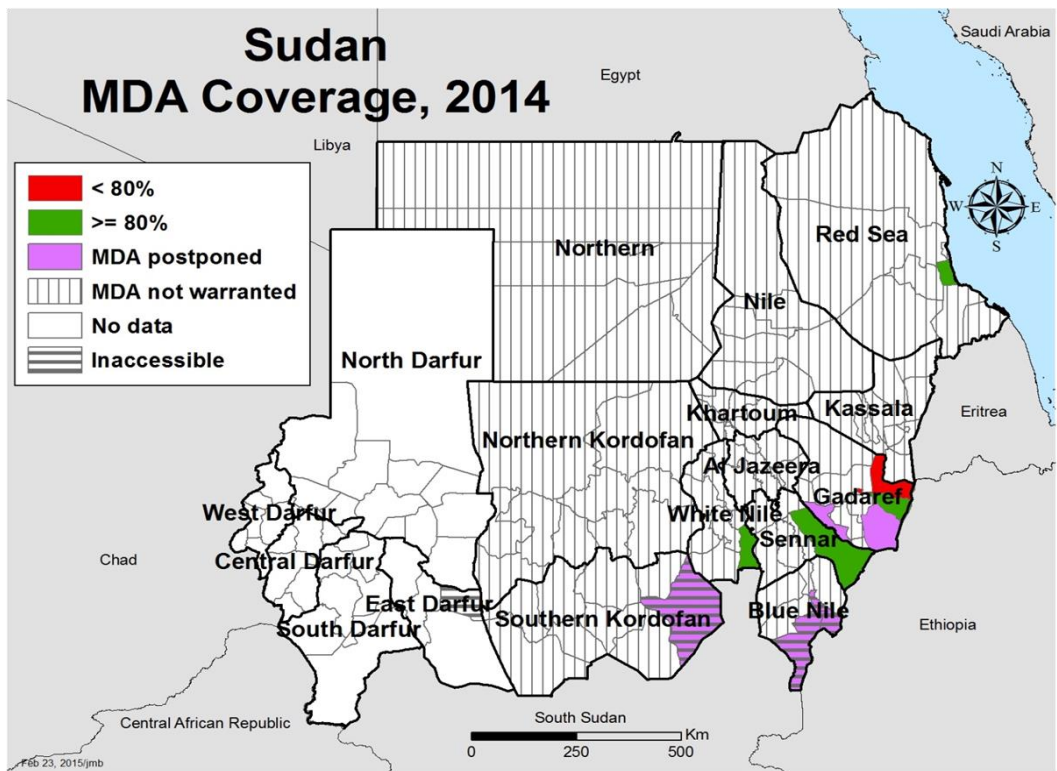 Sudan
MDA Coverage, 2014
Saudi Arabia
Egypt
Libya
< 80%
>= 80%
MDA postponed
MDA not warranted
No data
Inaccessible
N
W E
S
Red Sea
Northern
Nile
North Darfur
Khartoum
Kassala
Eritrea
Northern Kordofan
Al Jazeera
Gadaref
West Darfur
White Nile
Sennar
Chad
Central Darfur
East Darfur
Southern Kordofan
Blue Nile
South Darfur
Ethiopia
Central African Republic
South Sudan
Km
0 250 500
Feb 23, 2015/jmb